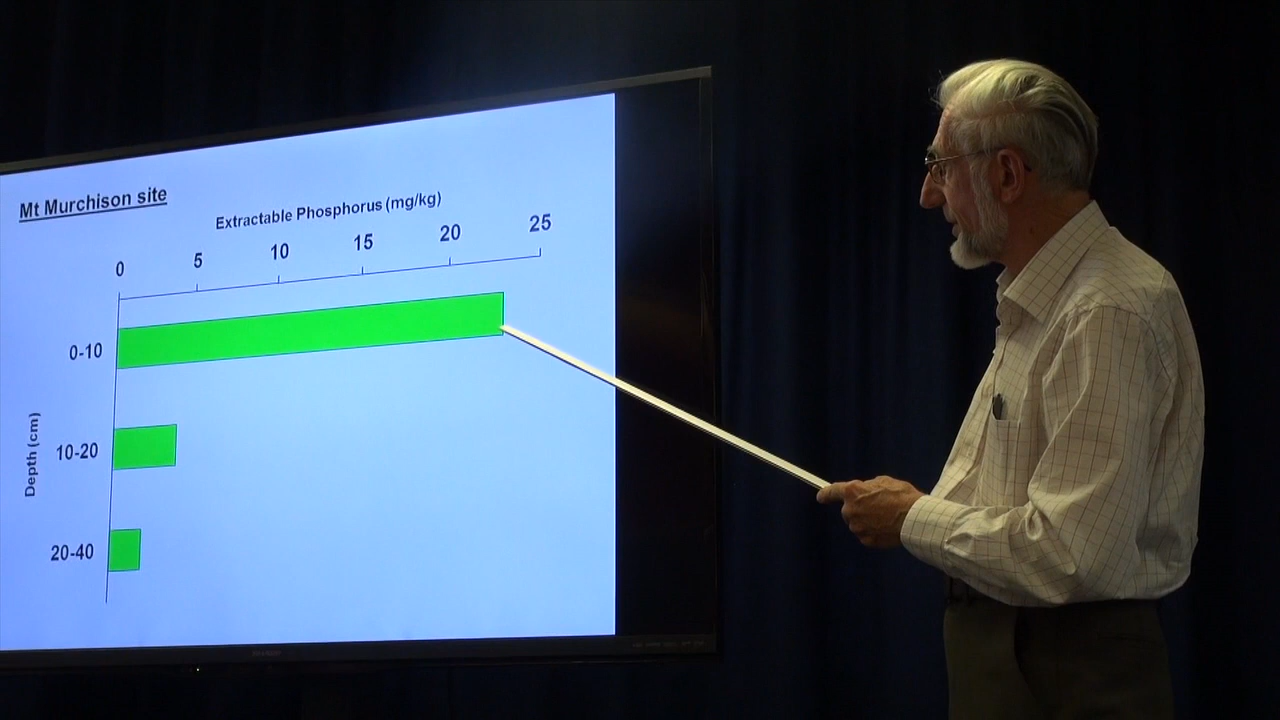 Mt Murchison site
Extractable Phosphorus (mg/kg)
0 5 10 15 20 25
0-10
10-20
20-40
Depth (cm)